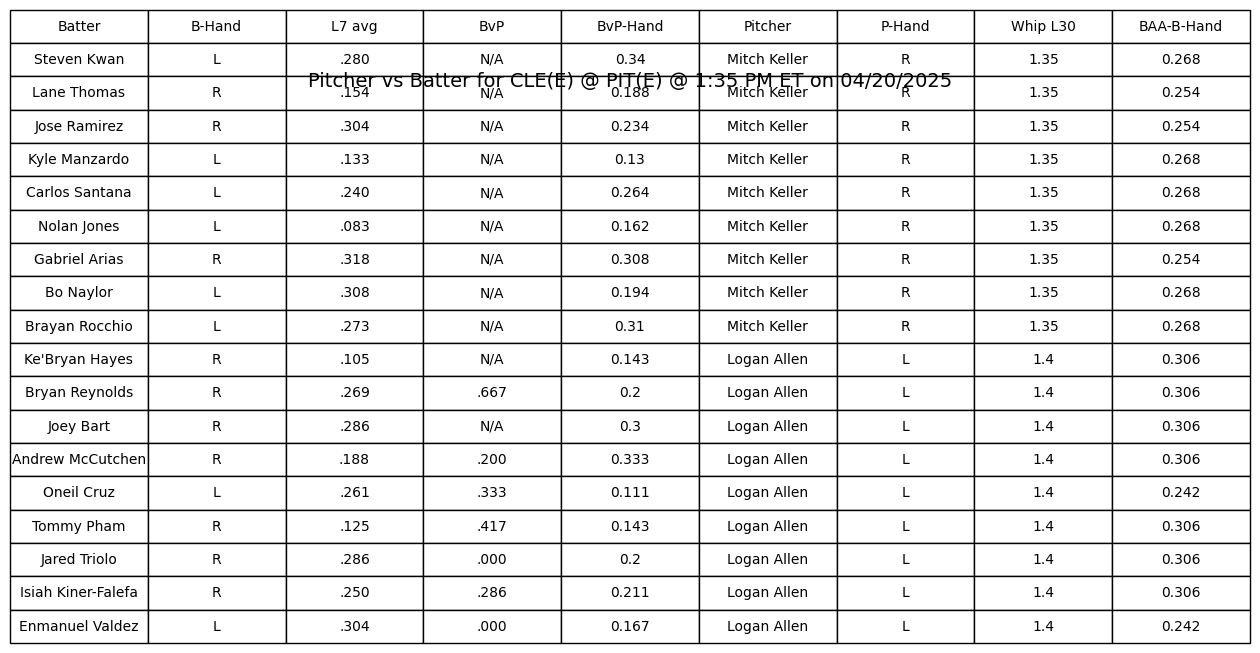 Batter B-Hand L7 avg BvP BvP-Hand Pitcher P-Hand Whip L30 BAA-B-Hand
Steven Kwan L .280 N/A 0.34 Mitch Keller R 1.35 0.268
Pitcher vs Batter for CLE(E) @ PIT(E) @ 1:35 PM ET on 04/20/2025
Lane Thomas R .154 N/A 0.188 Mitch Keller R 1.35 0.254
Jose Ramirez R .304 N/A 0.234 Mitch Keller R 1.35 0.254
Kyle Manzardo L .133 N/A 0.13 Mitch Keller R 1.35 0.268
Carlos Santana L .240 N/A 0.264 Mitch Keller R 1.35 0.268
Nolan Jones L .083 N/A 0.162 Mitch Keller R 1.35 0.268
Gabriel Arias R .318 N/A 0.308 Mitch Keller R 1.35 0.254
Bo Naylor L .308 N/A 0.194 Mitch Keller R 1.35 0.268
Brayan Rocchio L .273 N/A 0.31 Mitch Keller R 1.35 0.268
Ke'Bryan Hayes R .105 N/A 0.143 Logan Allen L 1.4 0.306
Bryan Reynolds R .269 .667 0.2 Logan Allen L 1.4 0.306
Joey Bart R .286 N/A 0.3 Logan Allen L 1.4 0.306
Andrew McCutchen R .188 .200 0.333 Logan Allen L 1.4 0.306
Oneil Cruz L .261 .333 0.111 Logan Allen L 1.4 0.242
Tommy Pham R .125 .417 0.143 Logan Allen L 1.4 0.306
Jared Triolo R .286 .000 0.2 Logan Allen L 1.4 0.306
Isiah Kiner-Falefa R .250 .286 0.211 Logan Allen L 1.4 0.306
Enmanuel Valdez L .304 .000 0.167 Logan Allen L 1.4 0.242